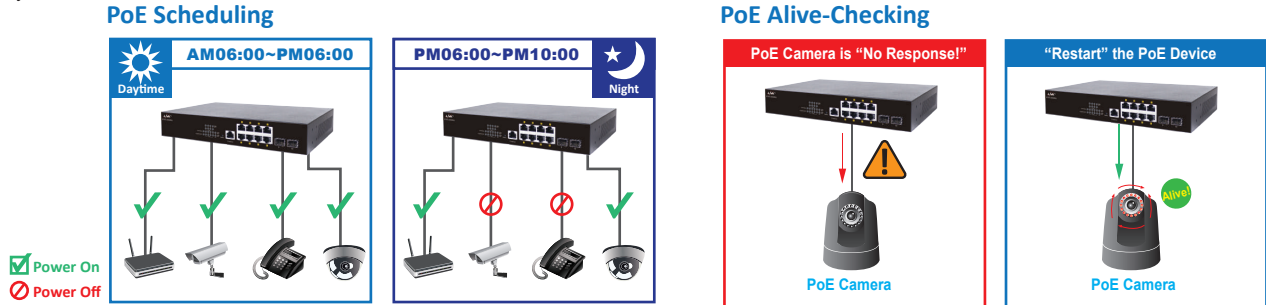 PoE Scheduling
AM06:00~PM06:00
Daytime
PM06:00~PM10:00
Night
Power On
Power Off
PoE Alive-Checking
PoE Camera is “No Response!”
PoE Camera
“Restart” the PoE Device
Alive!
PoE Camera